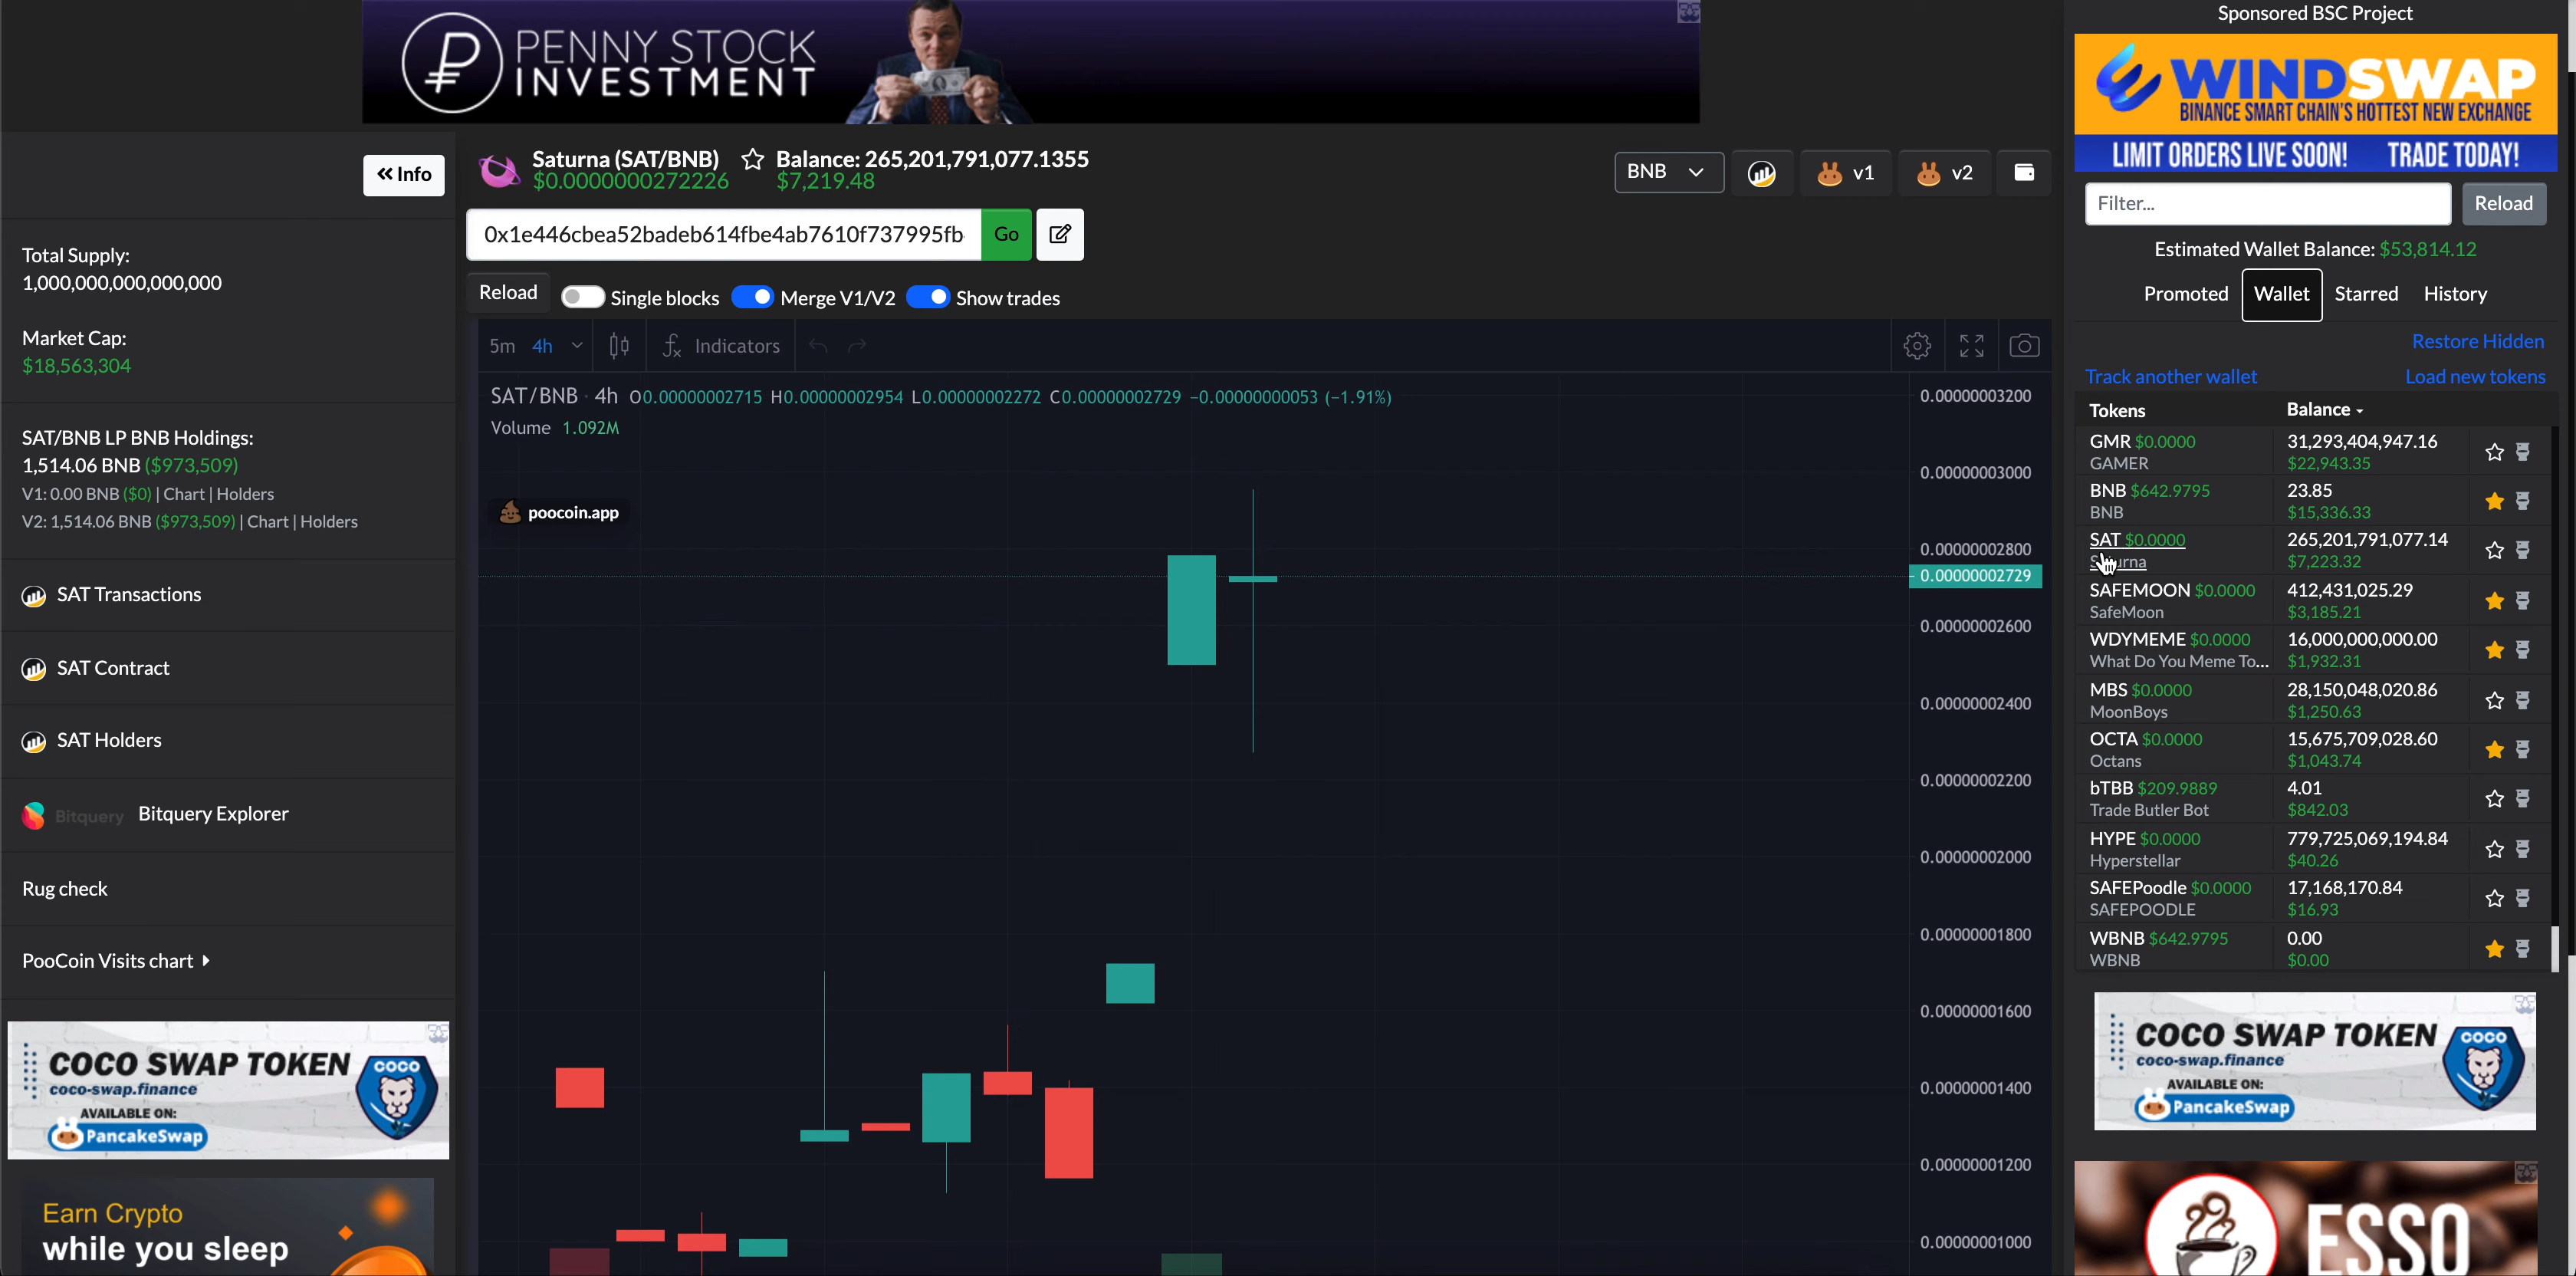 PENNY STOCK
INVESTMENT
Sponsored BSC Project
WINDSWAP
BINANCE SMART CHAIN'S HOTTEST NEW EXCHANGE
LIMIT ORDERS LIVE SOON! TRADE TODAY!
Info
Saturna (SAT/BNB) Balance: 265,201,791,077.1355
$0.0000000272226 $7,219.48
BNB v1 v2
0x1e446cbea52badeb614fbe4ab7610f737995fb Go
Reload Single blocks Merge V1/V2 Show trades
5m 4h Indicators
SAT/BNB · 4h O0.00000002715 H0.00000002954 L0.00000002272 C0.00000002729 −0.00000000053 (−1.91%)
Volume 1.092M
poocoin.app
0.00000003200
0.00000003000
0.00000002800
0.00000002729
0.00000002600
0.00000002400
0.00000002200
0.00000002000
0.00000001800
0.00000001600
0.00000001400
0.00000001200
0.00000001000
Total Supply:
1,000,000,000,000,000
Market Cap:
$18,563,304
SAT/BNB LP BNB Holdings:
1,514.06 BNB ($973,509)
V1: 0.00 BNB ($0) | Chart | Holders
V2: 1,514.06 BNB ($973,509) | Chart | Holders
SAT Transactions
SAT Contract
SAT Holders
Bitquery Bitquery Explorer
Rug check
PooCoin Visits chart
COCO SWAP TOKEN
coco-swap.finance
COCO
AVAILABLE ON:
PancakeSwap
Earn Crypto
while you sleep
Filter... Reload
Estimated Wallet Balance: $53,814.12
Promoted Wallet Starred History
Restore Hidden
Track another wallet Load new tokens
Tokens Balance
GMR $0.0000 31,293,404,947.16
GAMER $22,943.35
BNB $642.9795 23.85
BNB $15,336.33
SAT $0.0000 265,201,791,077.14
$7,223.32
SAFEMOON $0.0000 412,431,025.29
SafeMoon $3,185.21
WDYMEME $0.0000 16,000,000,000.00
What Do You Meme To... $1,932.31
MBS $0.0000 28,150,048,020.86
MoonBoys $1,250.63
OCTA $0.0000 15,675,709,028.60
Octans $1,043.74
bTBB $209.9889 4.01
Trade Butler Bot $842.03
HYPE $0.0000 779,725,069,194.84
Hyperstellar $40.26
SAFEPoodle $0.0000 17,168,170.84
SAFEPOODLE $16.93
WBNB $642.9795 0.00
WBNB $0.00
COCO SWAP TOKEN
coco-swap.finance
COCO
AVAILABLE ON:
PancakeSwap
ESSO